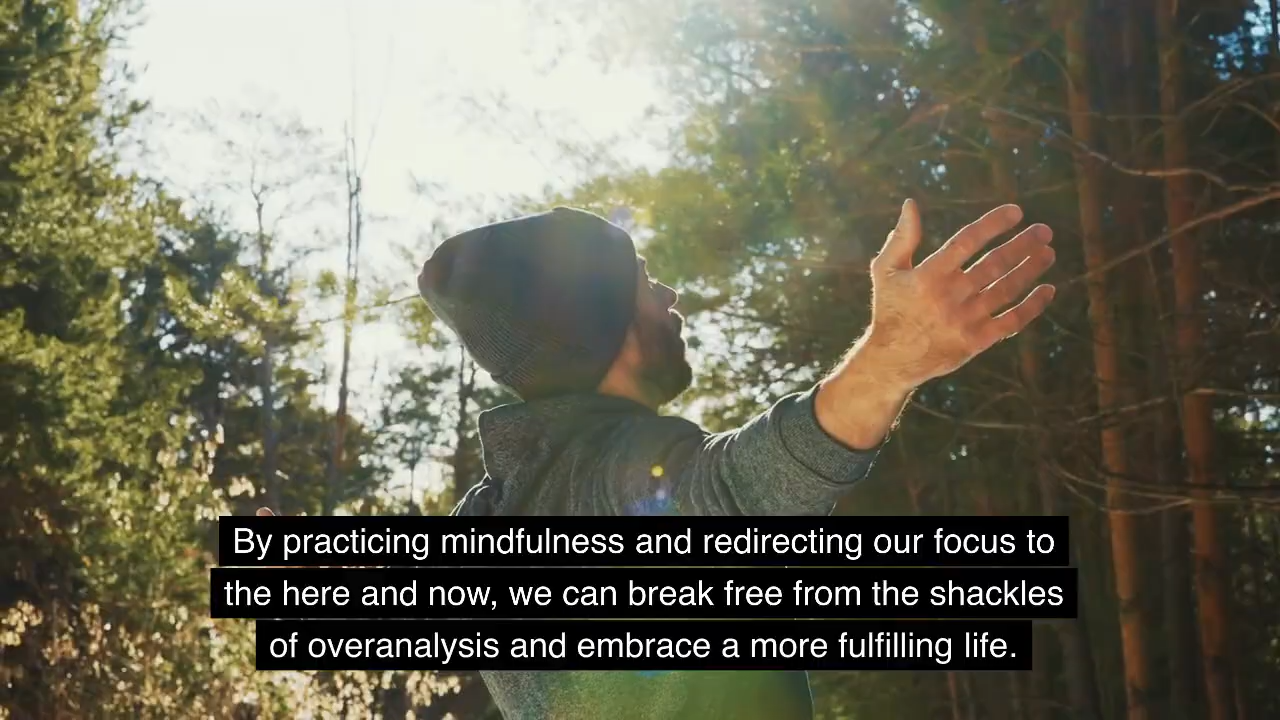 By practicing mindfulness and redirecting our focus to
the here and now, we can break free from the shackles
of overanalysis and embrace a more fulfilling life.